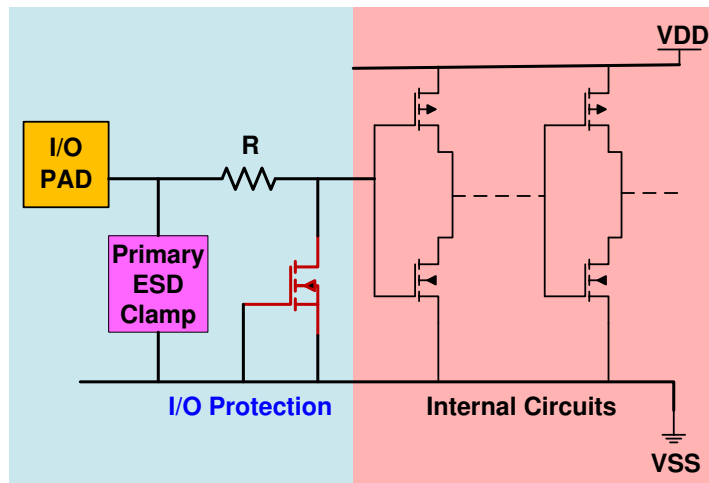 VDD
I/O
PAD
R
Primary
ESD
Clamp
I/O Protection
Internal Circuits
VSS